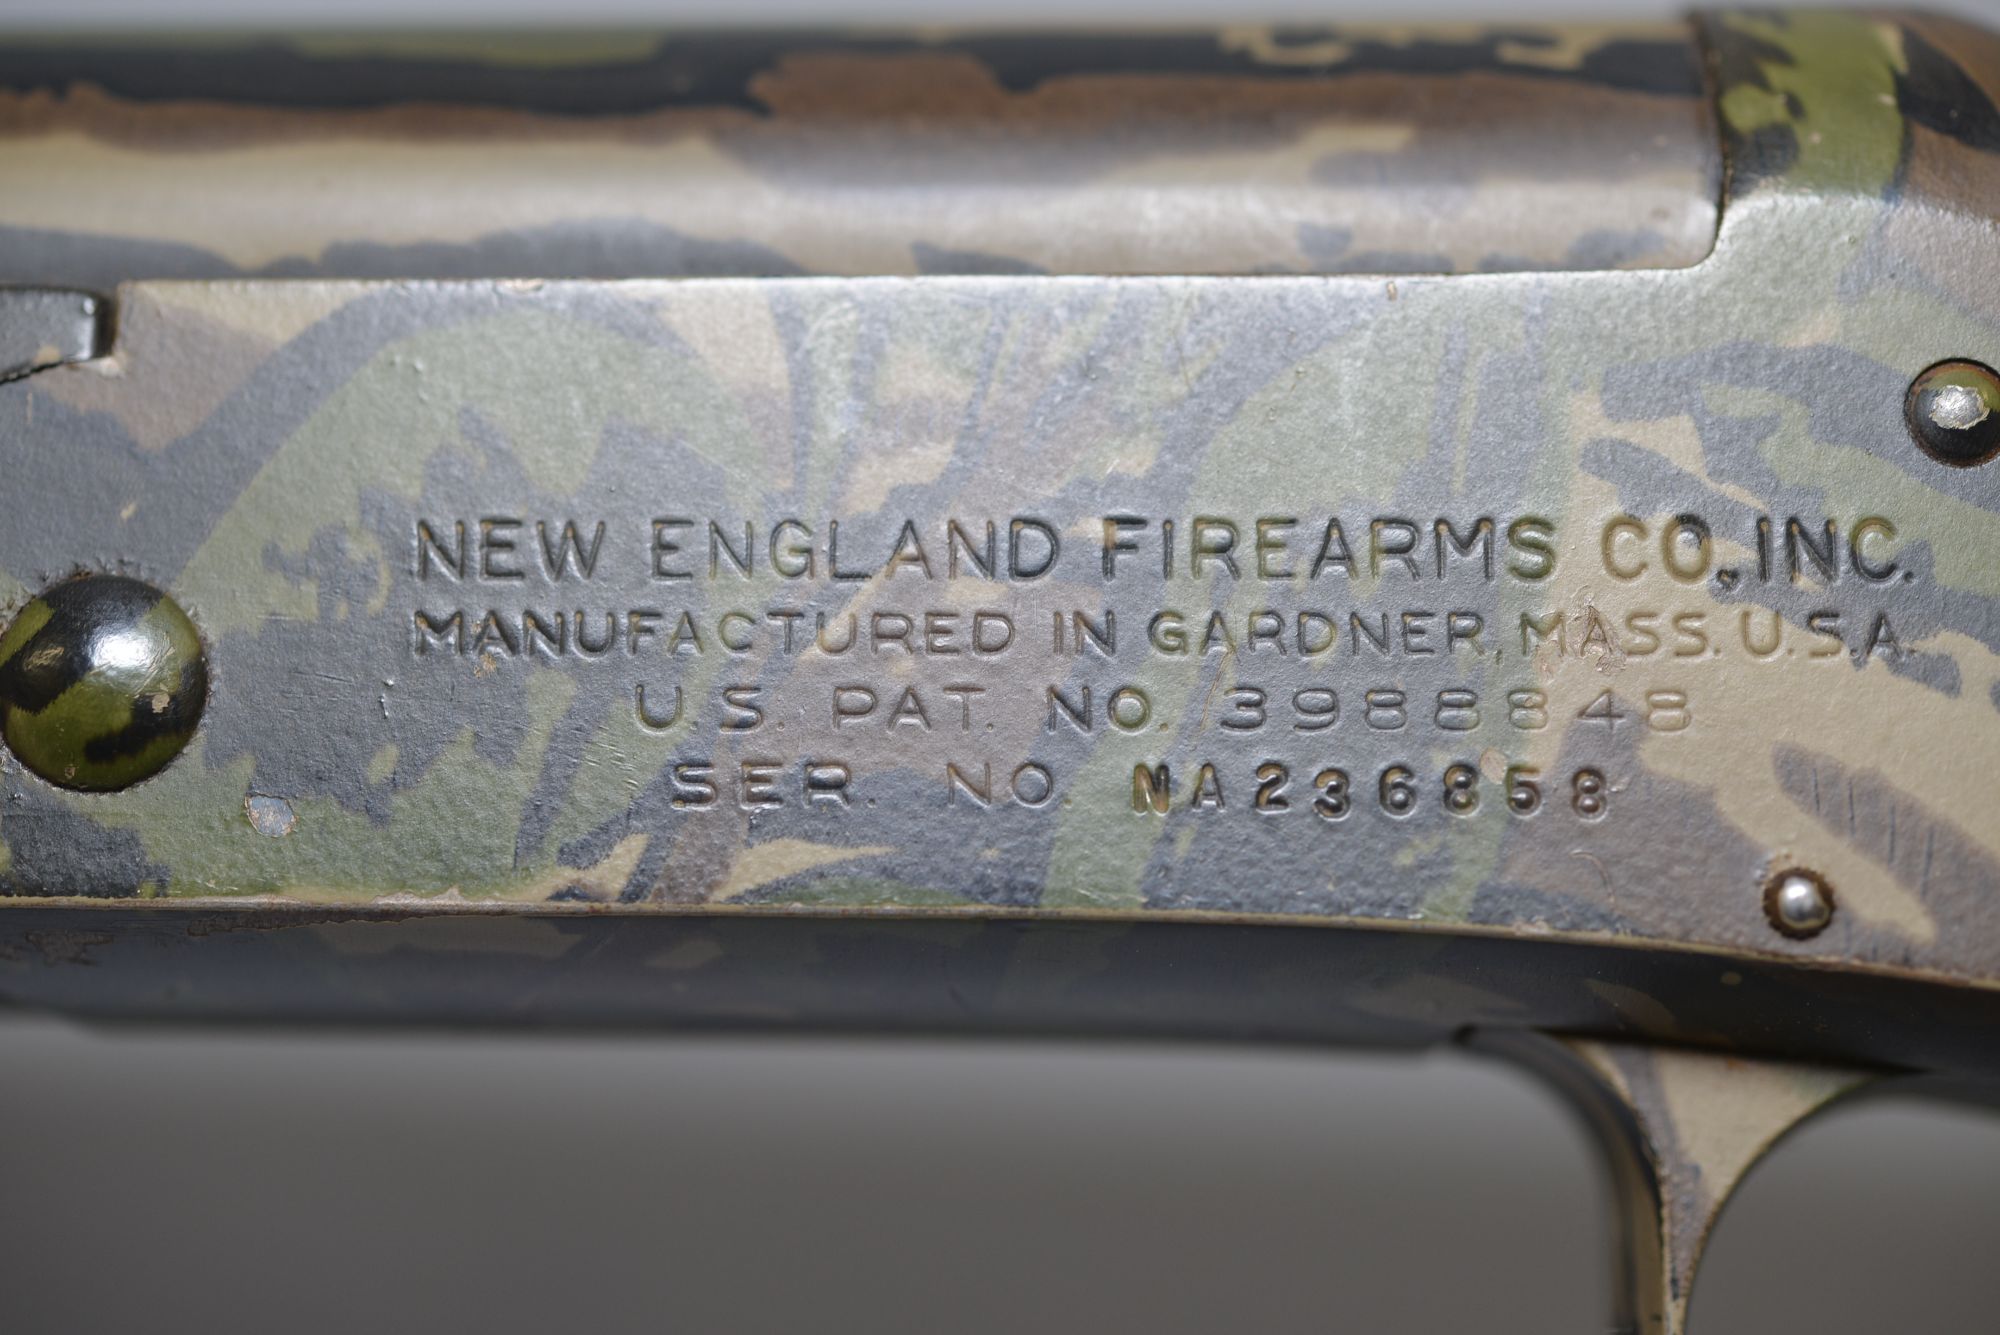 NEW ENGLAND FIREARMS CO., INC.
MANUFACTURED IN GARDNER, MASS. U.S.A.
U.S. PAT. NO. 3988848
SER. NO. NA236858